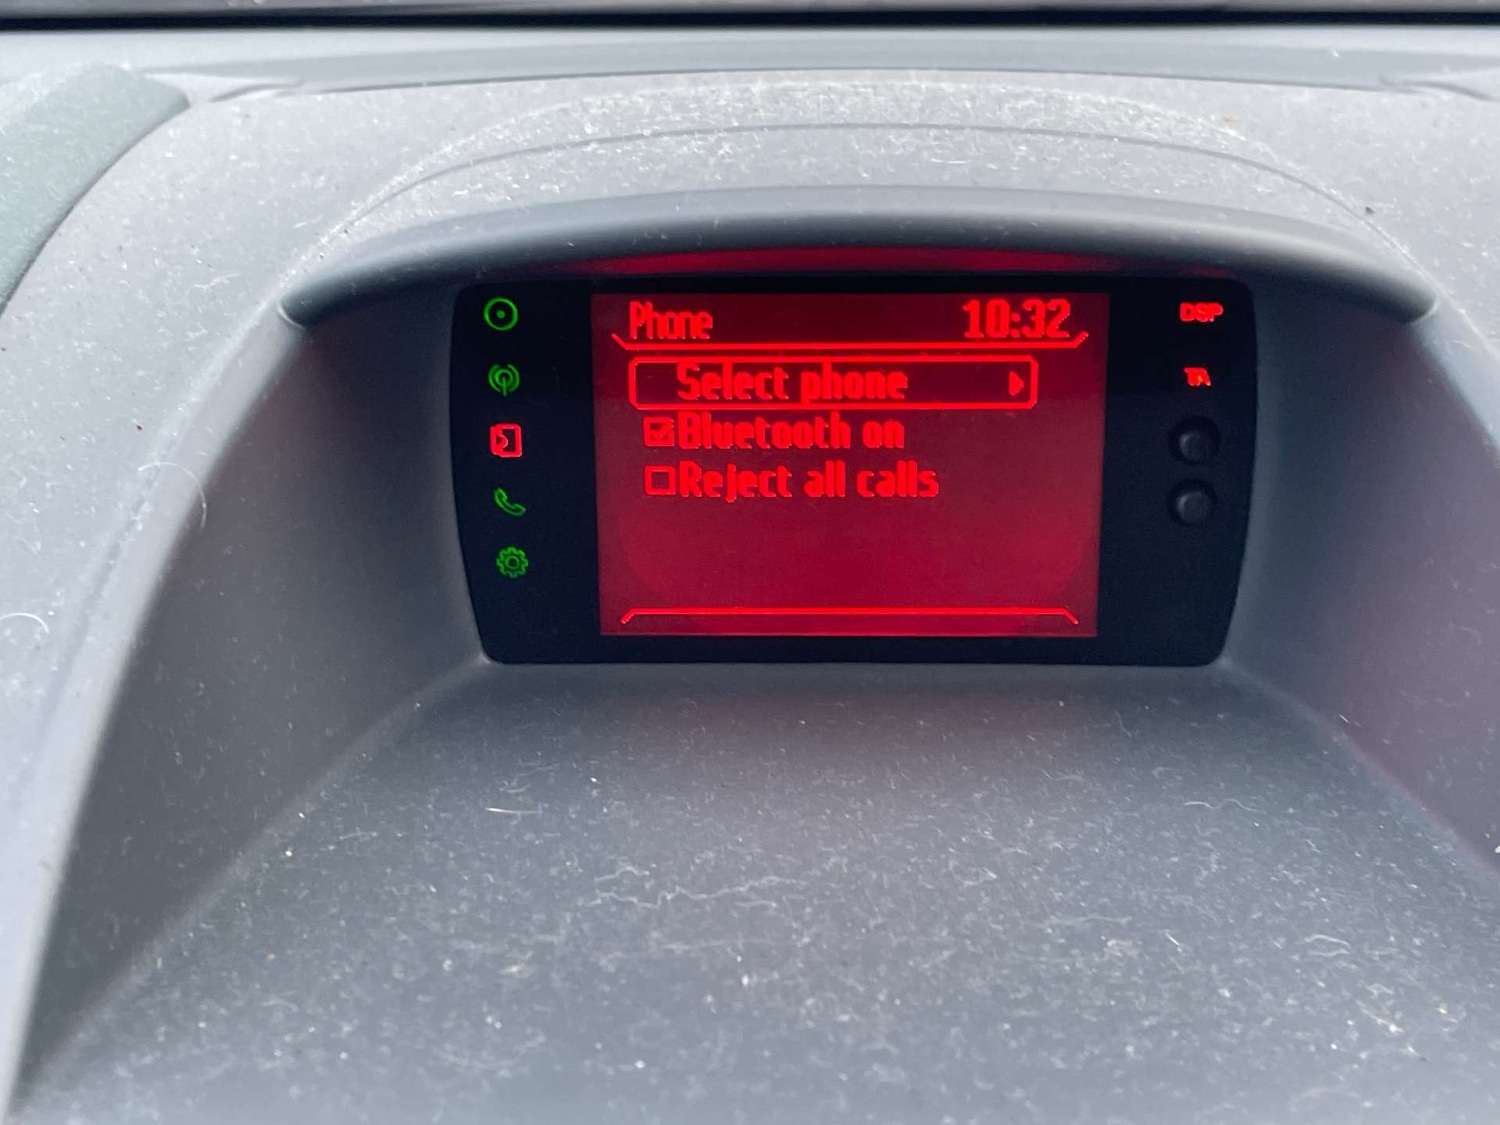 Phone 10:32
Select phone
Bluetooth on
Reject all calls
DSP
TA